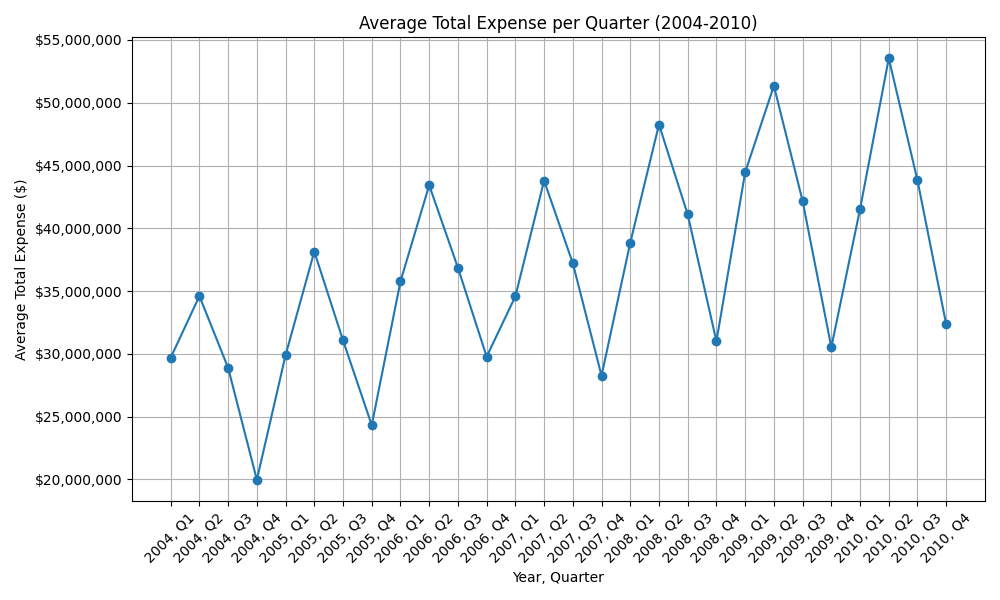 Average Total Expense per Quarter (2004-2010)
Average Total Expense ($)
$55,000,000
$50,000,000
$45,000,000
$40,000,000
$35,000,000
$30,000,000
$25,000,000
$20,000,000
2004, Q1
2004, Q2
2004, Q3
2004, Q4
2005, Q1
2005, Q2
2005, Q3
2005, Q4
2006, Q1
2006, Q2
2006, Q3
2006, Q4
2007, Q1
2007, Q2
2007, Q3
2007, Q4
2008, Q1
2008, Q2
2008, Q3
2008, Q4
2009, Q1
2009, Q2
2009, Q3
2009, Q4
2010, Q1
2010, Q2
2010, Q3
2010, Q4
Year, Quarter